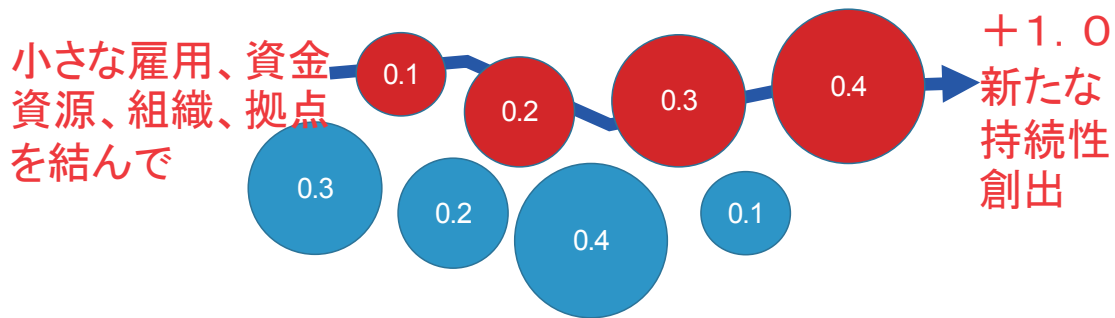 小さな雇用、資金
資源、組織、拠点
を結んで
0.1
0.2
0.3
0.4
＋１．０
新たな
持続性
創出
0.3
0.2
0.4
0.1